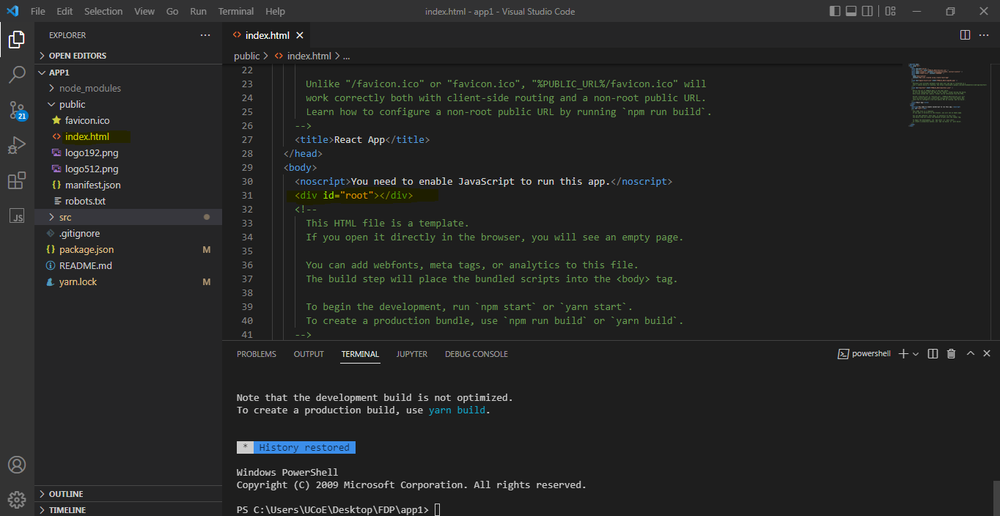 File Edit Selection View Go Run Terminal Help
index.html - app1 - Visual Studio Code
EXPLORER
OPEN EDITORS
APP1
node_modules
public
favicon.ico
index.html
logo192.png
logo512.png
manifest.json
robots.txt
src
.gitignore
package.json M
README.md
yarn.lock M
OUTLINE
TIMELINE
21
JS
index.html
public > index.html > ...
22
23 Unlike "/favicon.ico" or "favicon.ico", "%PUBLIC_URL%/favicon.ico" will
24 work correctly both with client-side routing and a non-root public URL.
25 Learn how to configure a non-root public URL by running `npm run build`.
26 -->
27 <title>React App</title>
28 </head>
29 <body>
30 <noscript>You need to enable JavaScript to run this app.</noscript>
31 <div id="root"></div>
32 <!--
33 This HTML file is a template.
34 If you open it directly in the browser, you will see an empty page.
35
36 You can add webfonts, meta tags, or analytics to this file.
37 The build step will place the bundled scripts into the <body> tag.
38
39 To begin the development, run `npm start` or `yarn start`.
40 To create a production bundle, use `npm run build` or `yarn build`.
41 -->
PROBLEMS OUTPUT TERMINAL JUPYTER DEBUG CONSOLE
powershell
Note that the development build is not optimized.
To create a production build, use yarn build.
* History restored
Windows PowerShell
Copyright (C) 2009 Microsoft Corporation. All rights reserved.
PS C:\Users\UCoE\Desktop\FDP\app1>